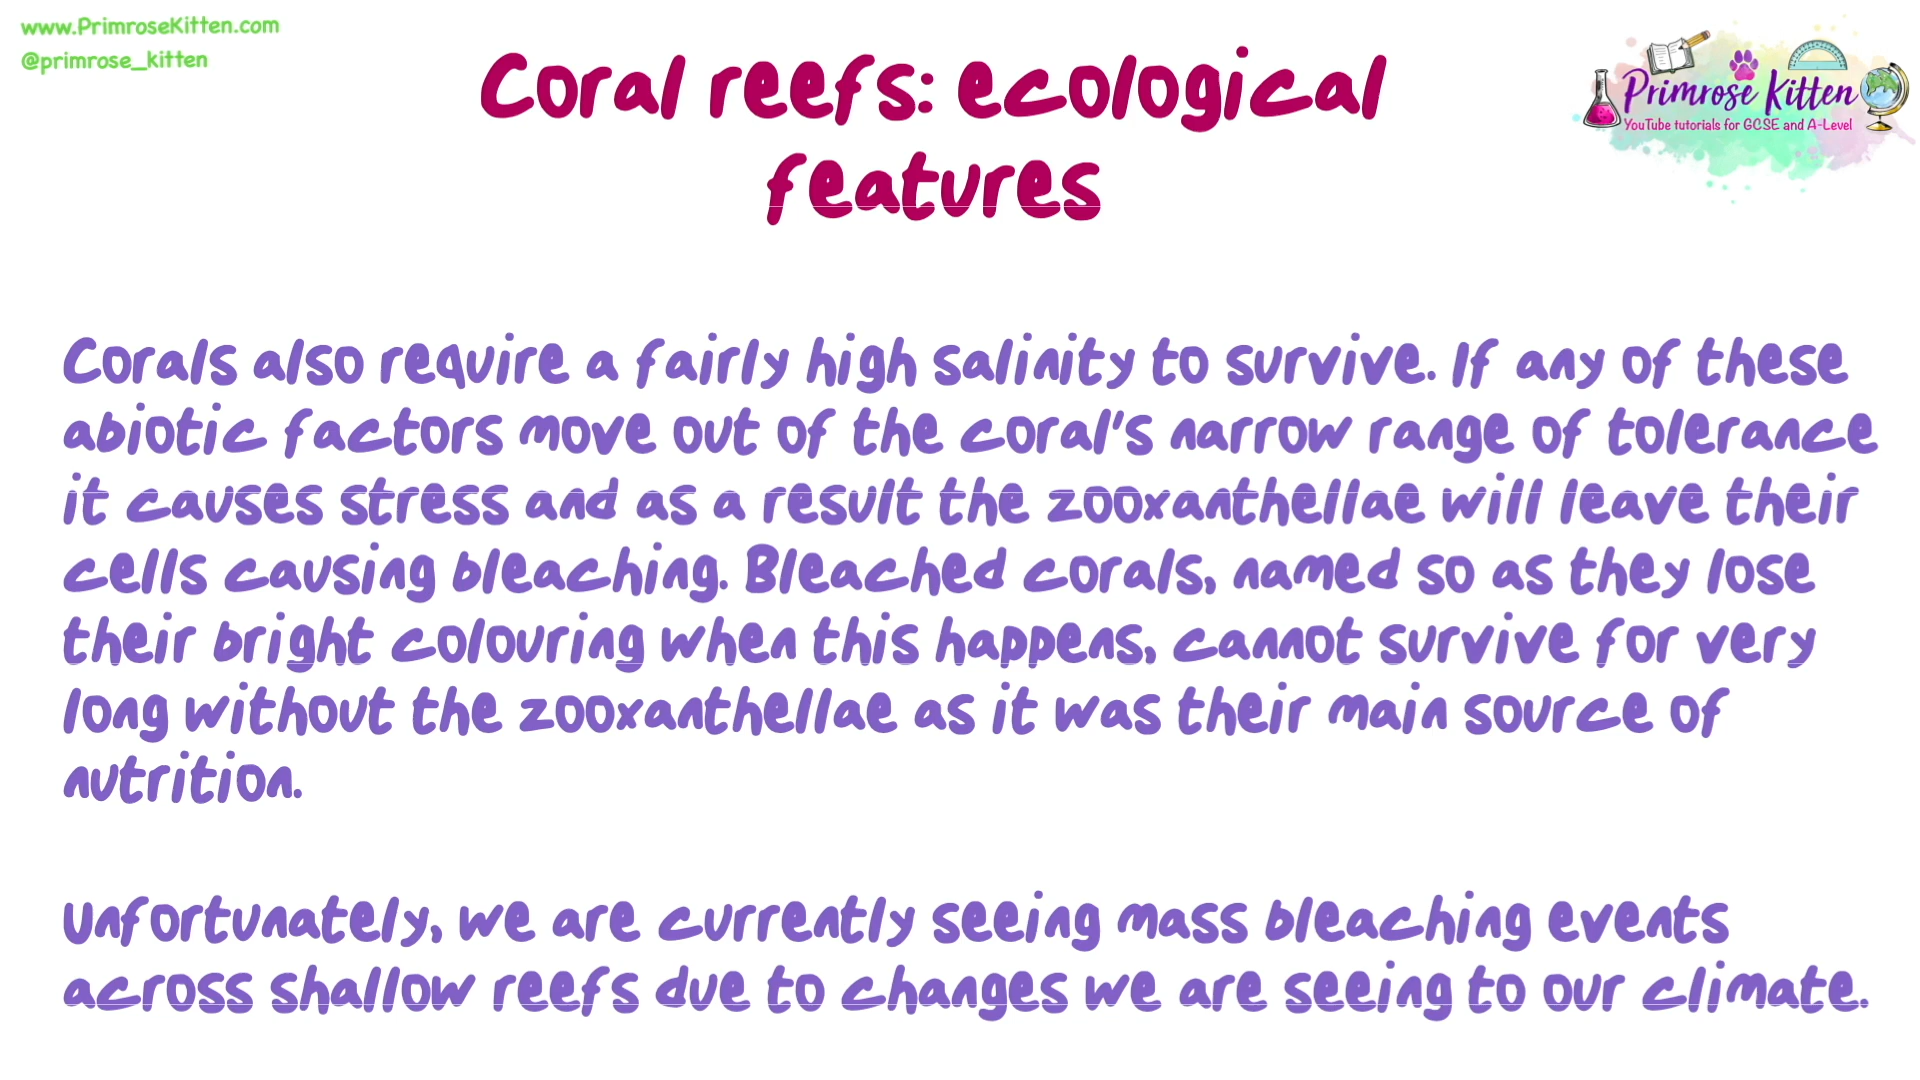 www.PrimroseKitten.com
@primrose_kitten
Coral reefs: ecological
features
Primrose Kitten
YouTube tutorials for GCSE and A-Level
Corals also require a fairly high salinity to survive. If any of these
abiotic factors move out of the coral's narrow range of tolerance
it causes stress and as a result the zooxanthellae will leave their
cells causing bleaching. Bleached corals, named so as they lose
their bright colouring when this happens, cannot survive for very
long without the zooxanthellae as it was their main source of
nutrition.
Unfortunately, we are currently seeing mass bleaching events
across shallow reefs due to changes we are seeing to our climate.